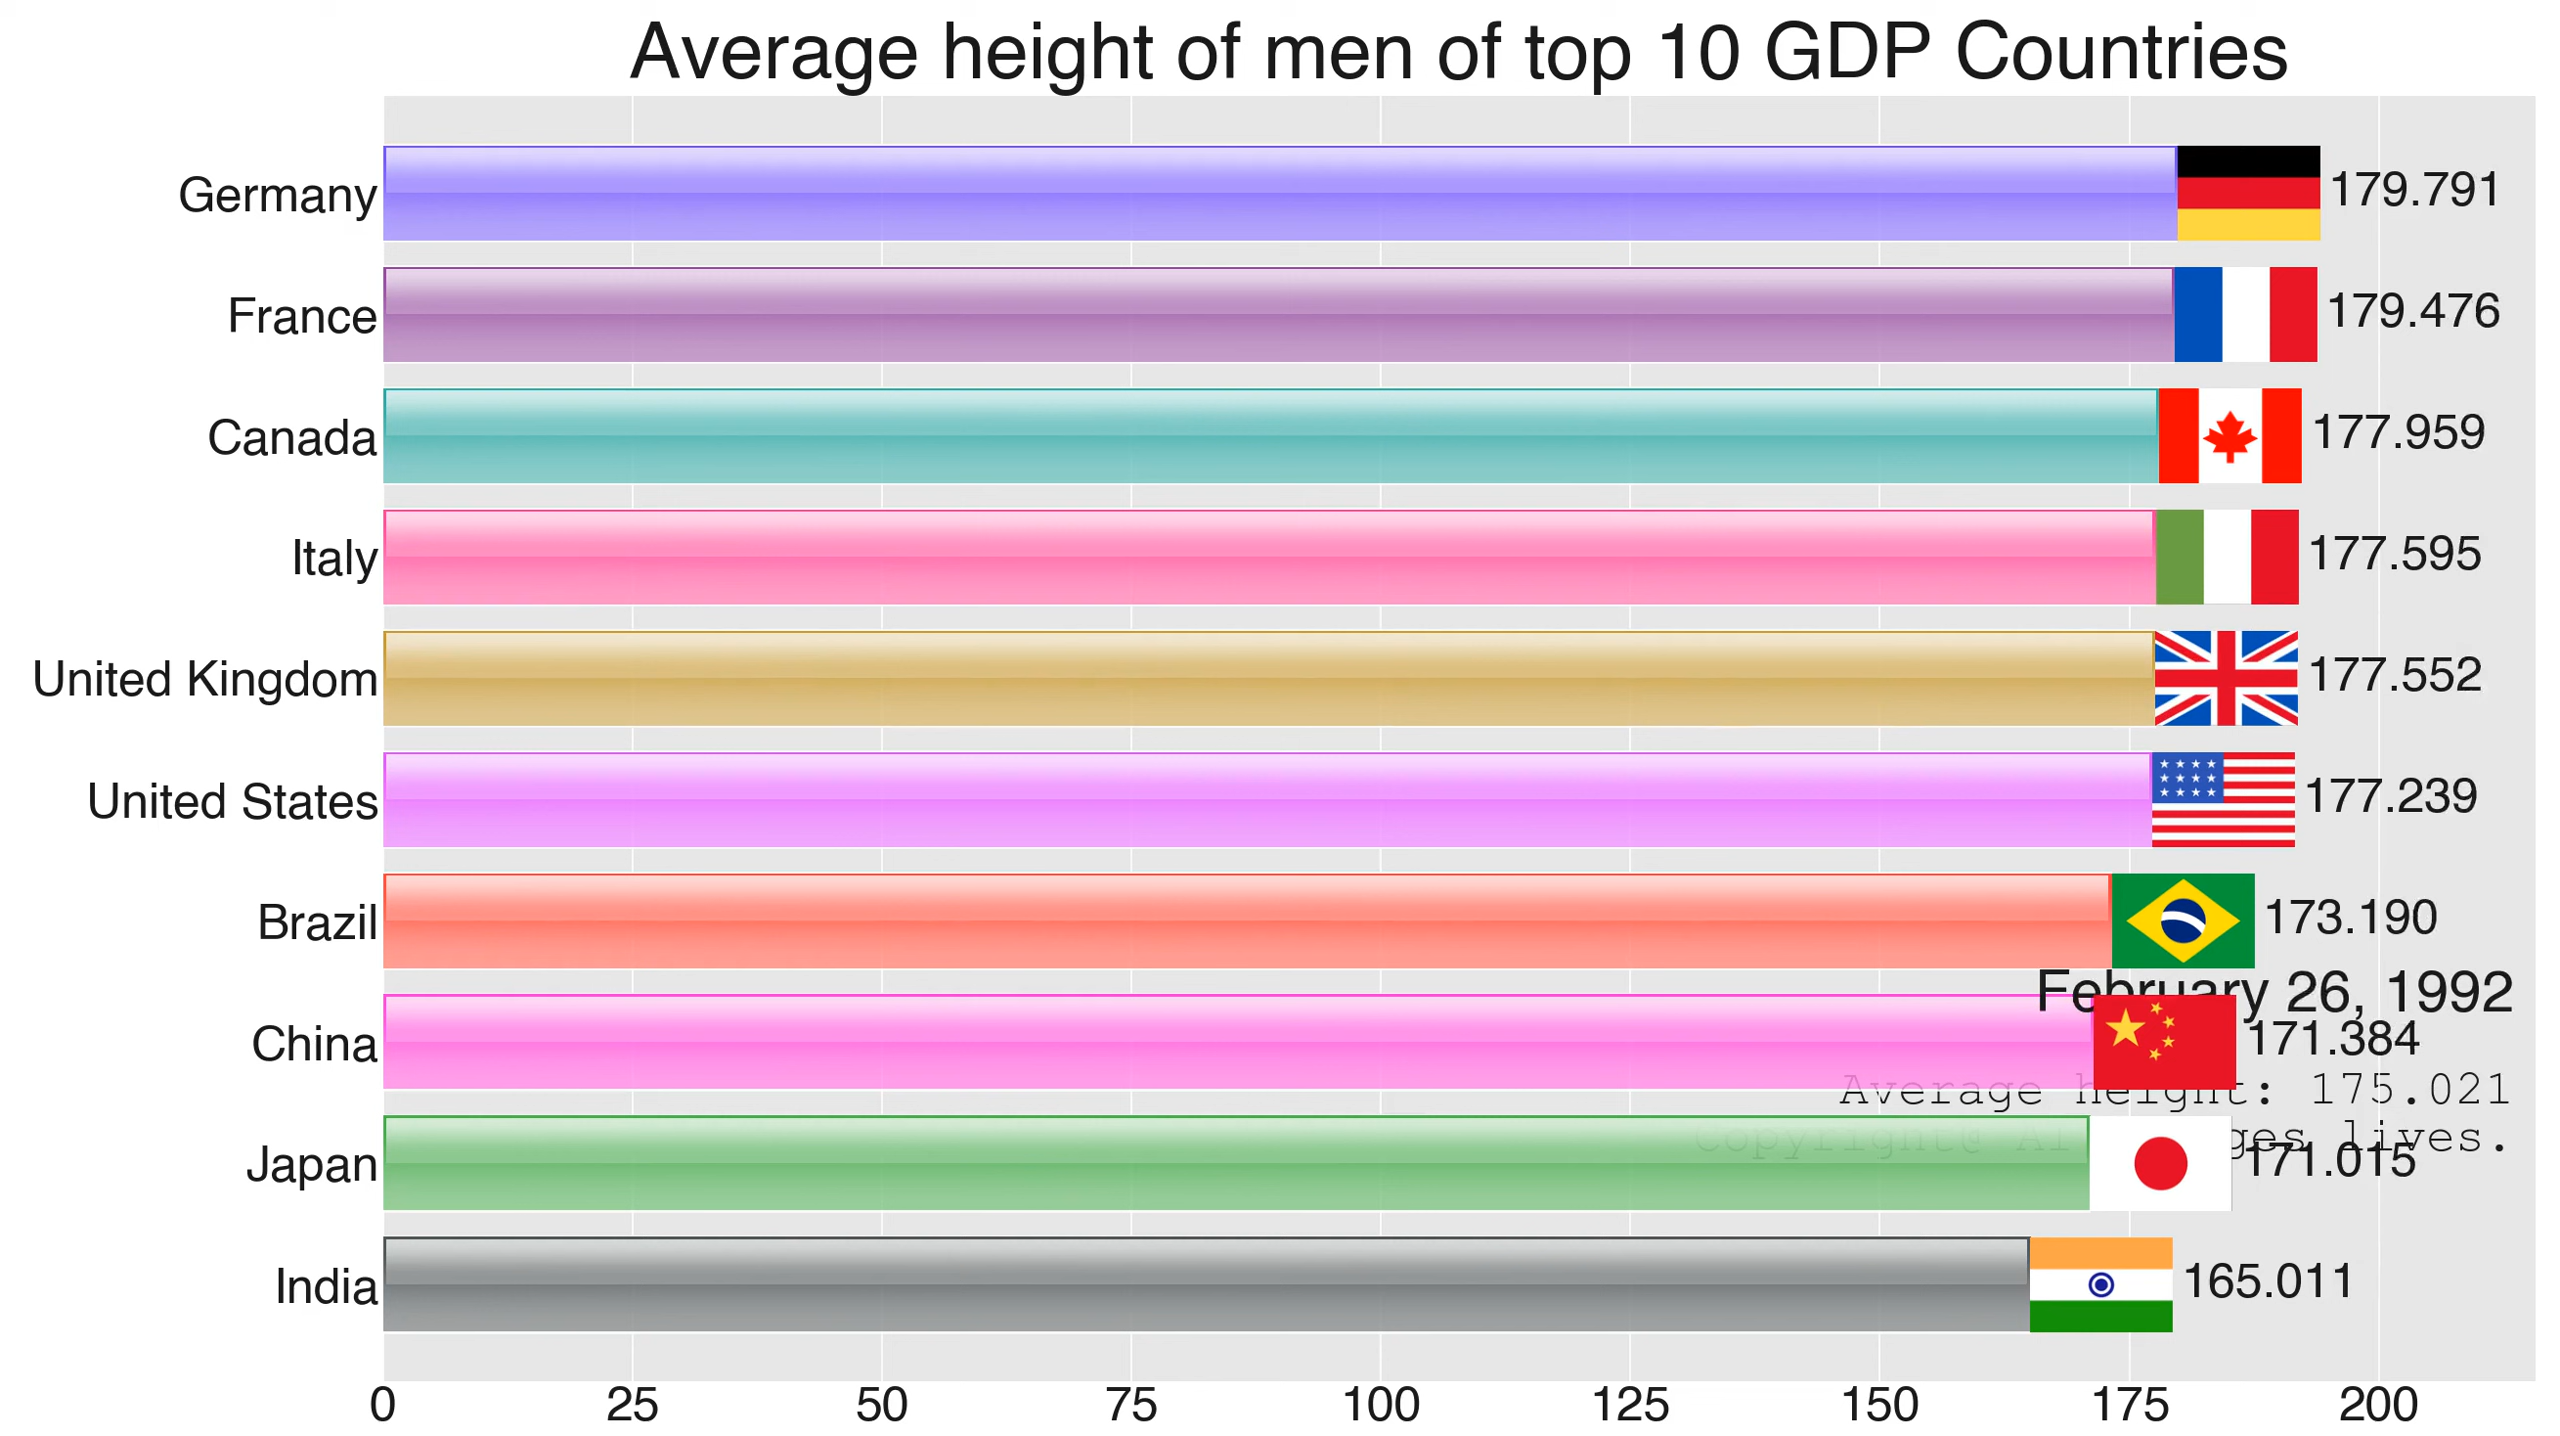 Average height of men of top 10 GDP Countries
Germany 179.791
France 179.476
Canada 177.959
Italy 177.595
United Kingdom 177.552
United States 177.239
Brazil 173.190
February 26, 1992
China 171.384
Average height: 175.021
Copyright@ lives.
Japan 171.015
India 165.011
0 25 50 75 100 125 150 175 200